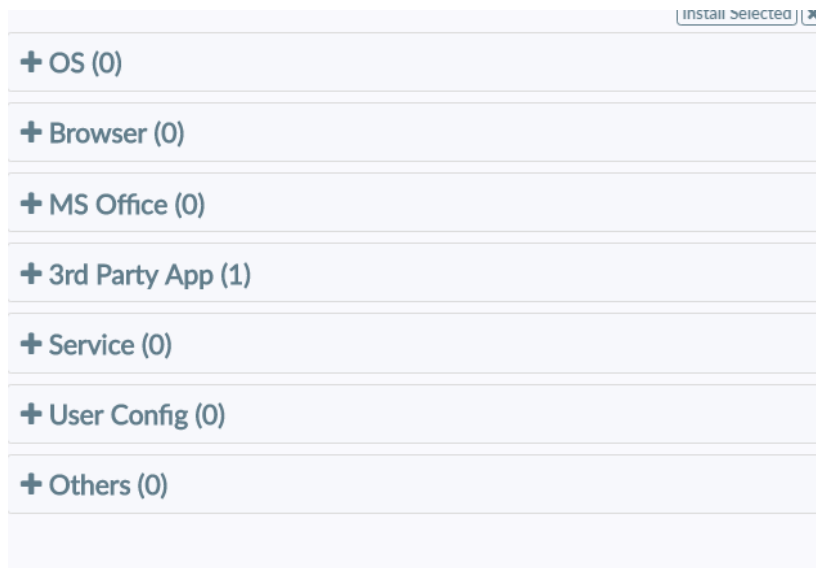 Install Selected
OS (0)
Browser (0)
MS Office (0)
3rd Party App (1)
Service (0)
User Config (0)
Others (0)